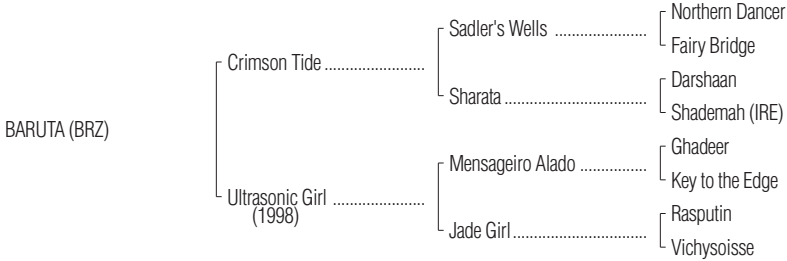 Northern Dancer
Sadler's Wells ......................
Fairy Bridge
Crimson Tide ........................
Darshaan
Sharata ..................................
Shademah (IRE)
BARUTA (BRZ)
Ghadeer
Mensageiro Alado ................
Key to the Edge
Ultrasonic Girl ......................
(1998)
Rasputin
Jade Girl ................................
Vichysoisse